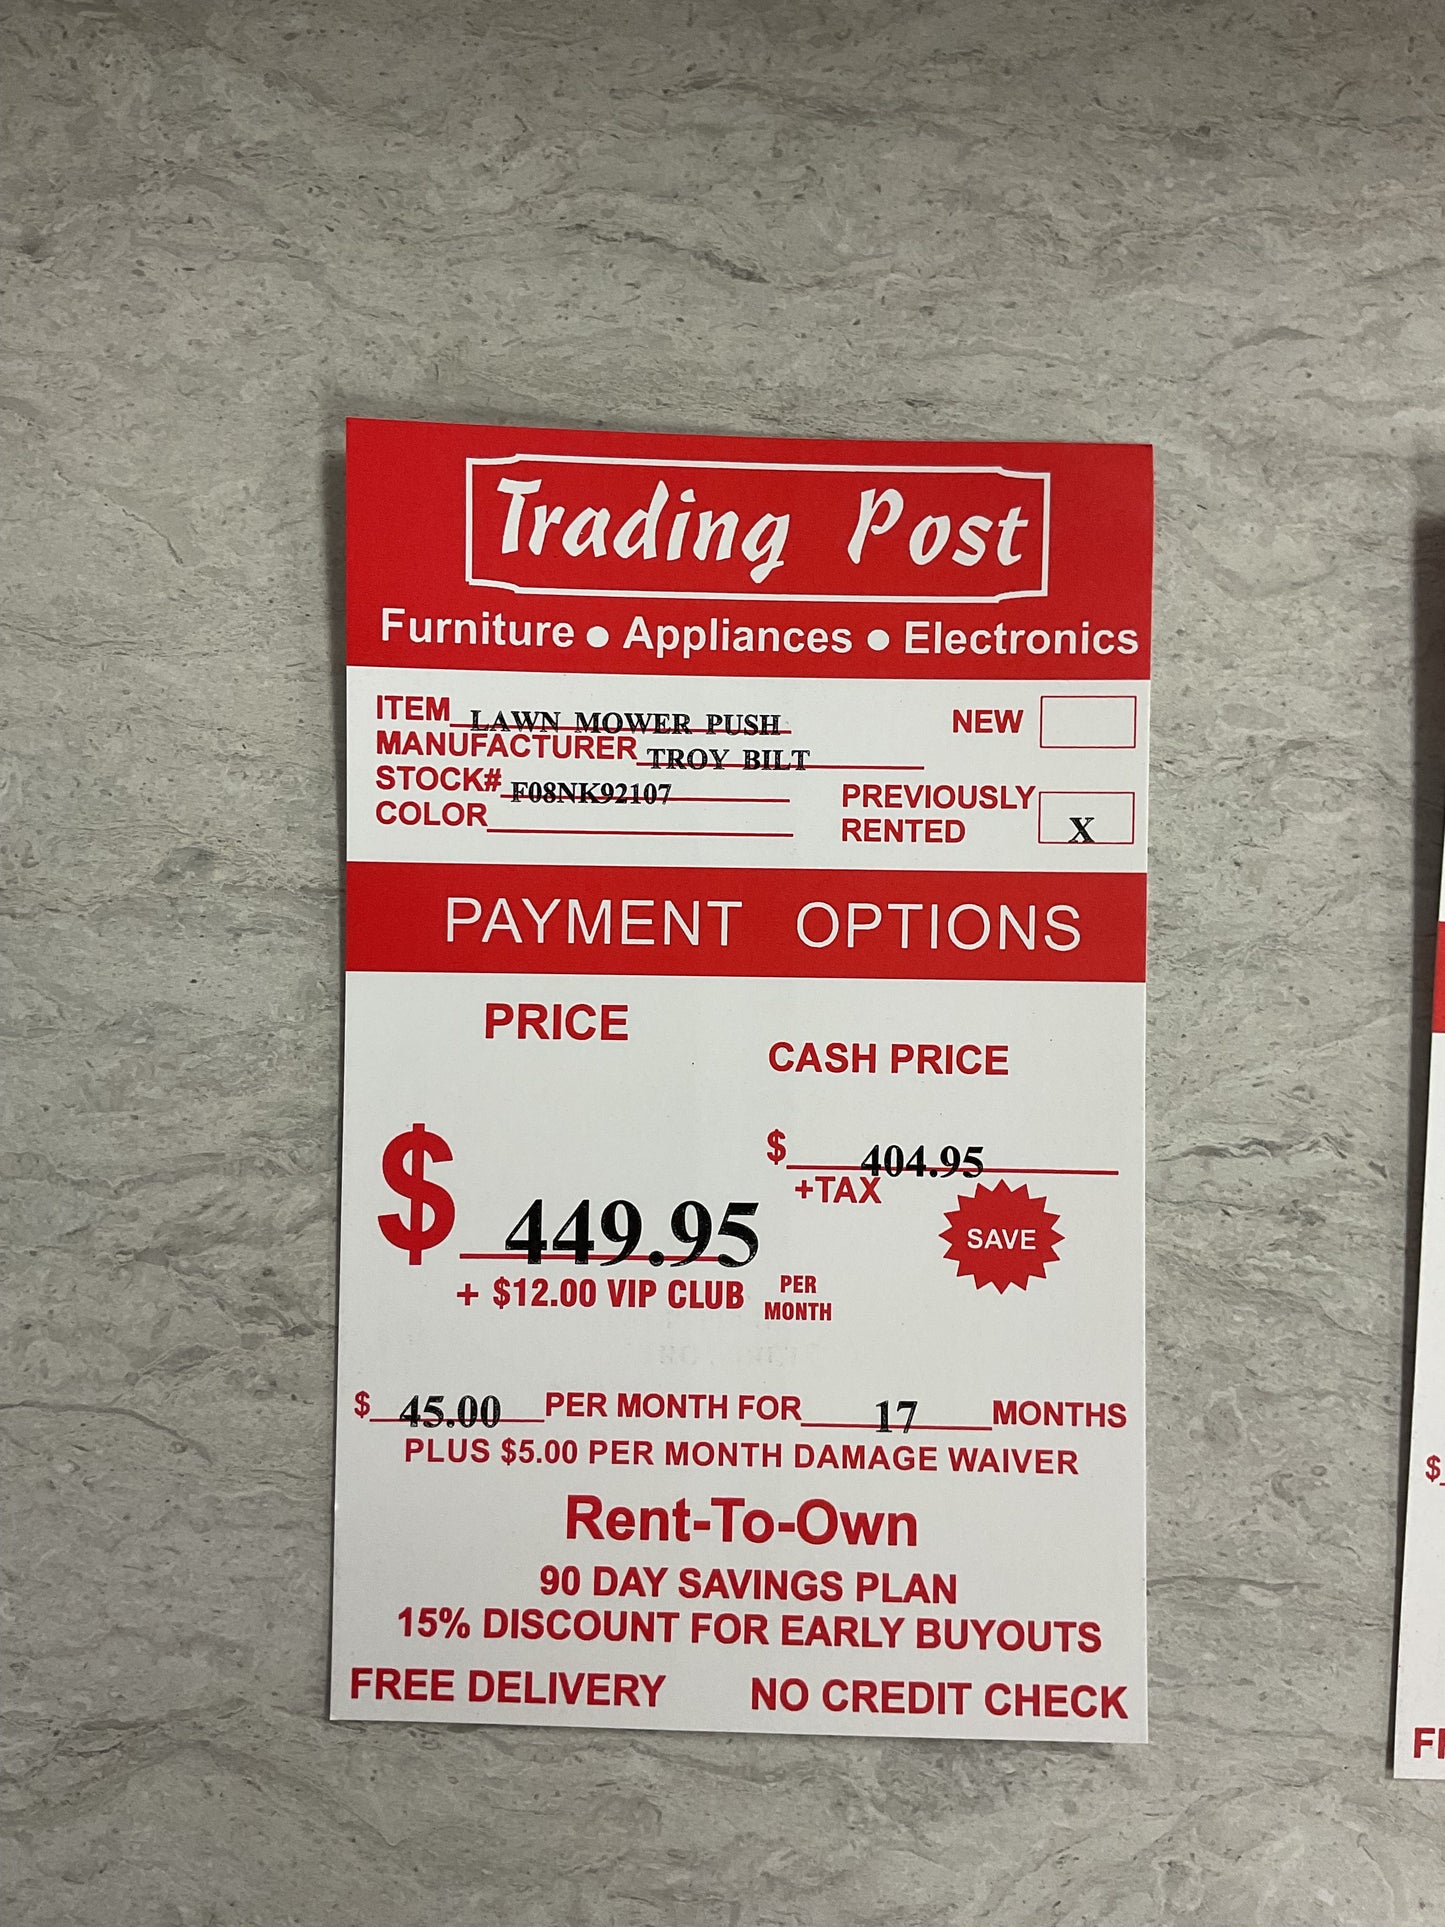 Trading Post
Furniture • Appliances • Electronics
ITEM LAWN MOWER PUSH
NEW
MANUFACTURER TROY BILT
STOCK# F08NK92107
PREVIOUSLY
COLOR
RENTED X
PAYMENT OPTIONS
PRICE
CASH PRICE
$ 404.95
+TAX
$ 449.95
SAVE
+ $12.00 VIP CLUB PER
MONTH
$ 45.00 PER MONTH FOR 17 MONTHS
PLUS $5.00 PER MONTH DAMAGE WAIVER
Rent-To-Own
90 DAY SAVINGS PLAN
15% DISCOUNT FOR EARLY BUYOUTS
FREE DELIVERY NO CREDIT CHECK
$